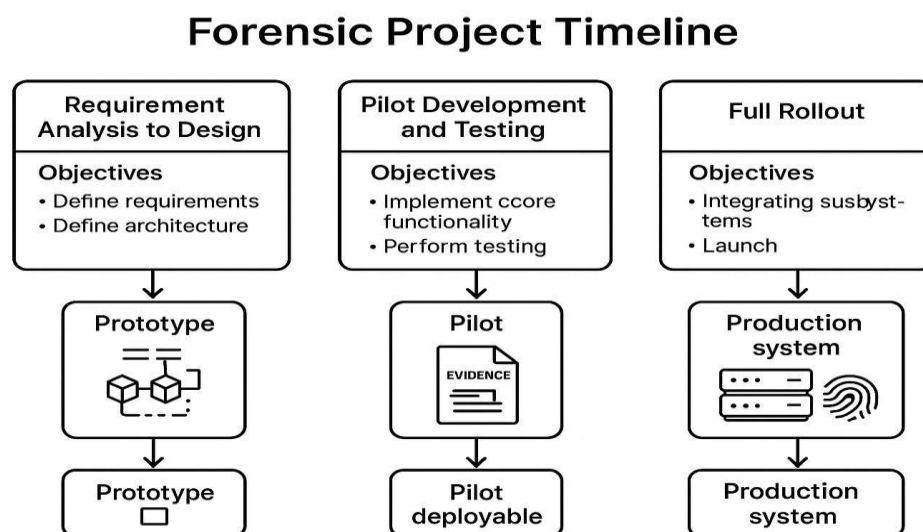 Forensic Project Timeline
Requirement
Analysis to Design
Objectives
• Define requirements
• Define architecture
Prototype
Prototype
Pilot Development
and Testing
Objectives
• Implement ccore
functionality
• Perform testing
Pilot
EVIDENCE
Pilot
deployable
Full Rollout
Objectives
• Integrating susbyst-
tems
• Launch
Production
system
Production
system